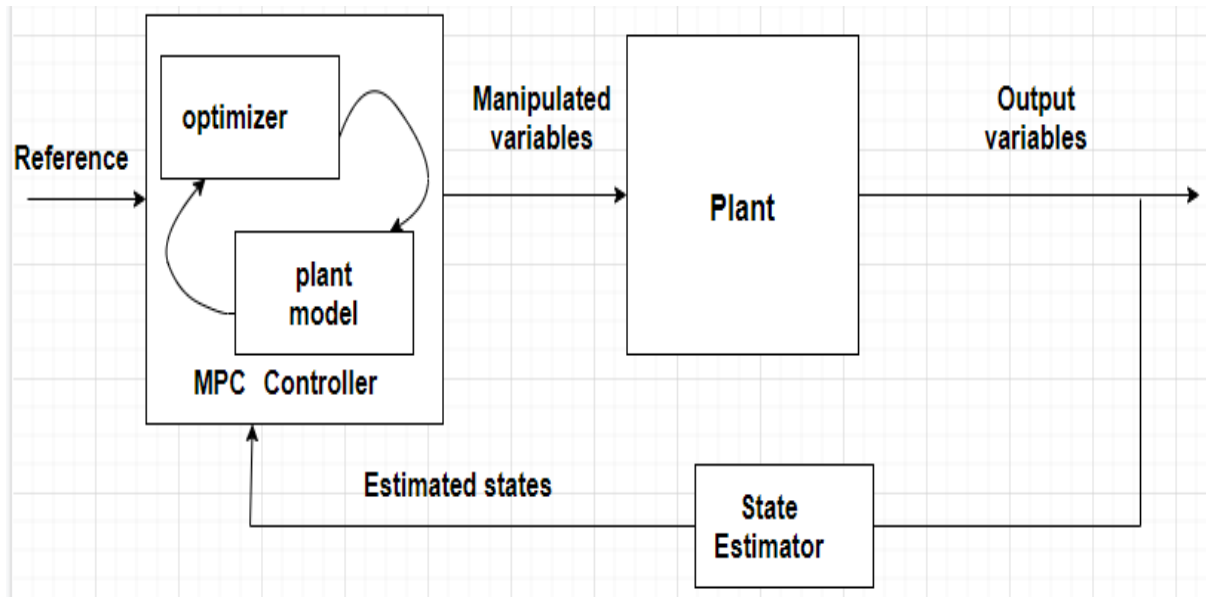 Reference
optimizer
plant
model
MPC Controller
Manipulated
variables
Plant
Output
variables
Estimated states
State
Estimator